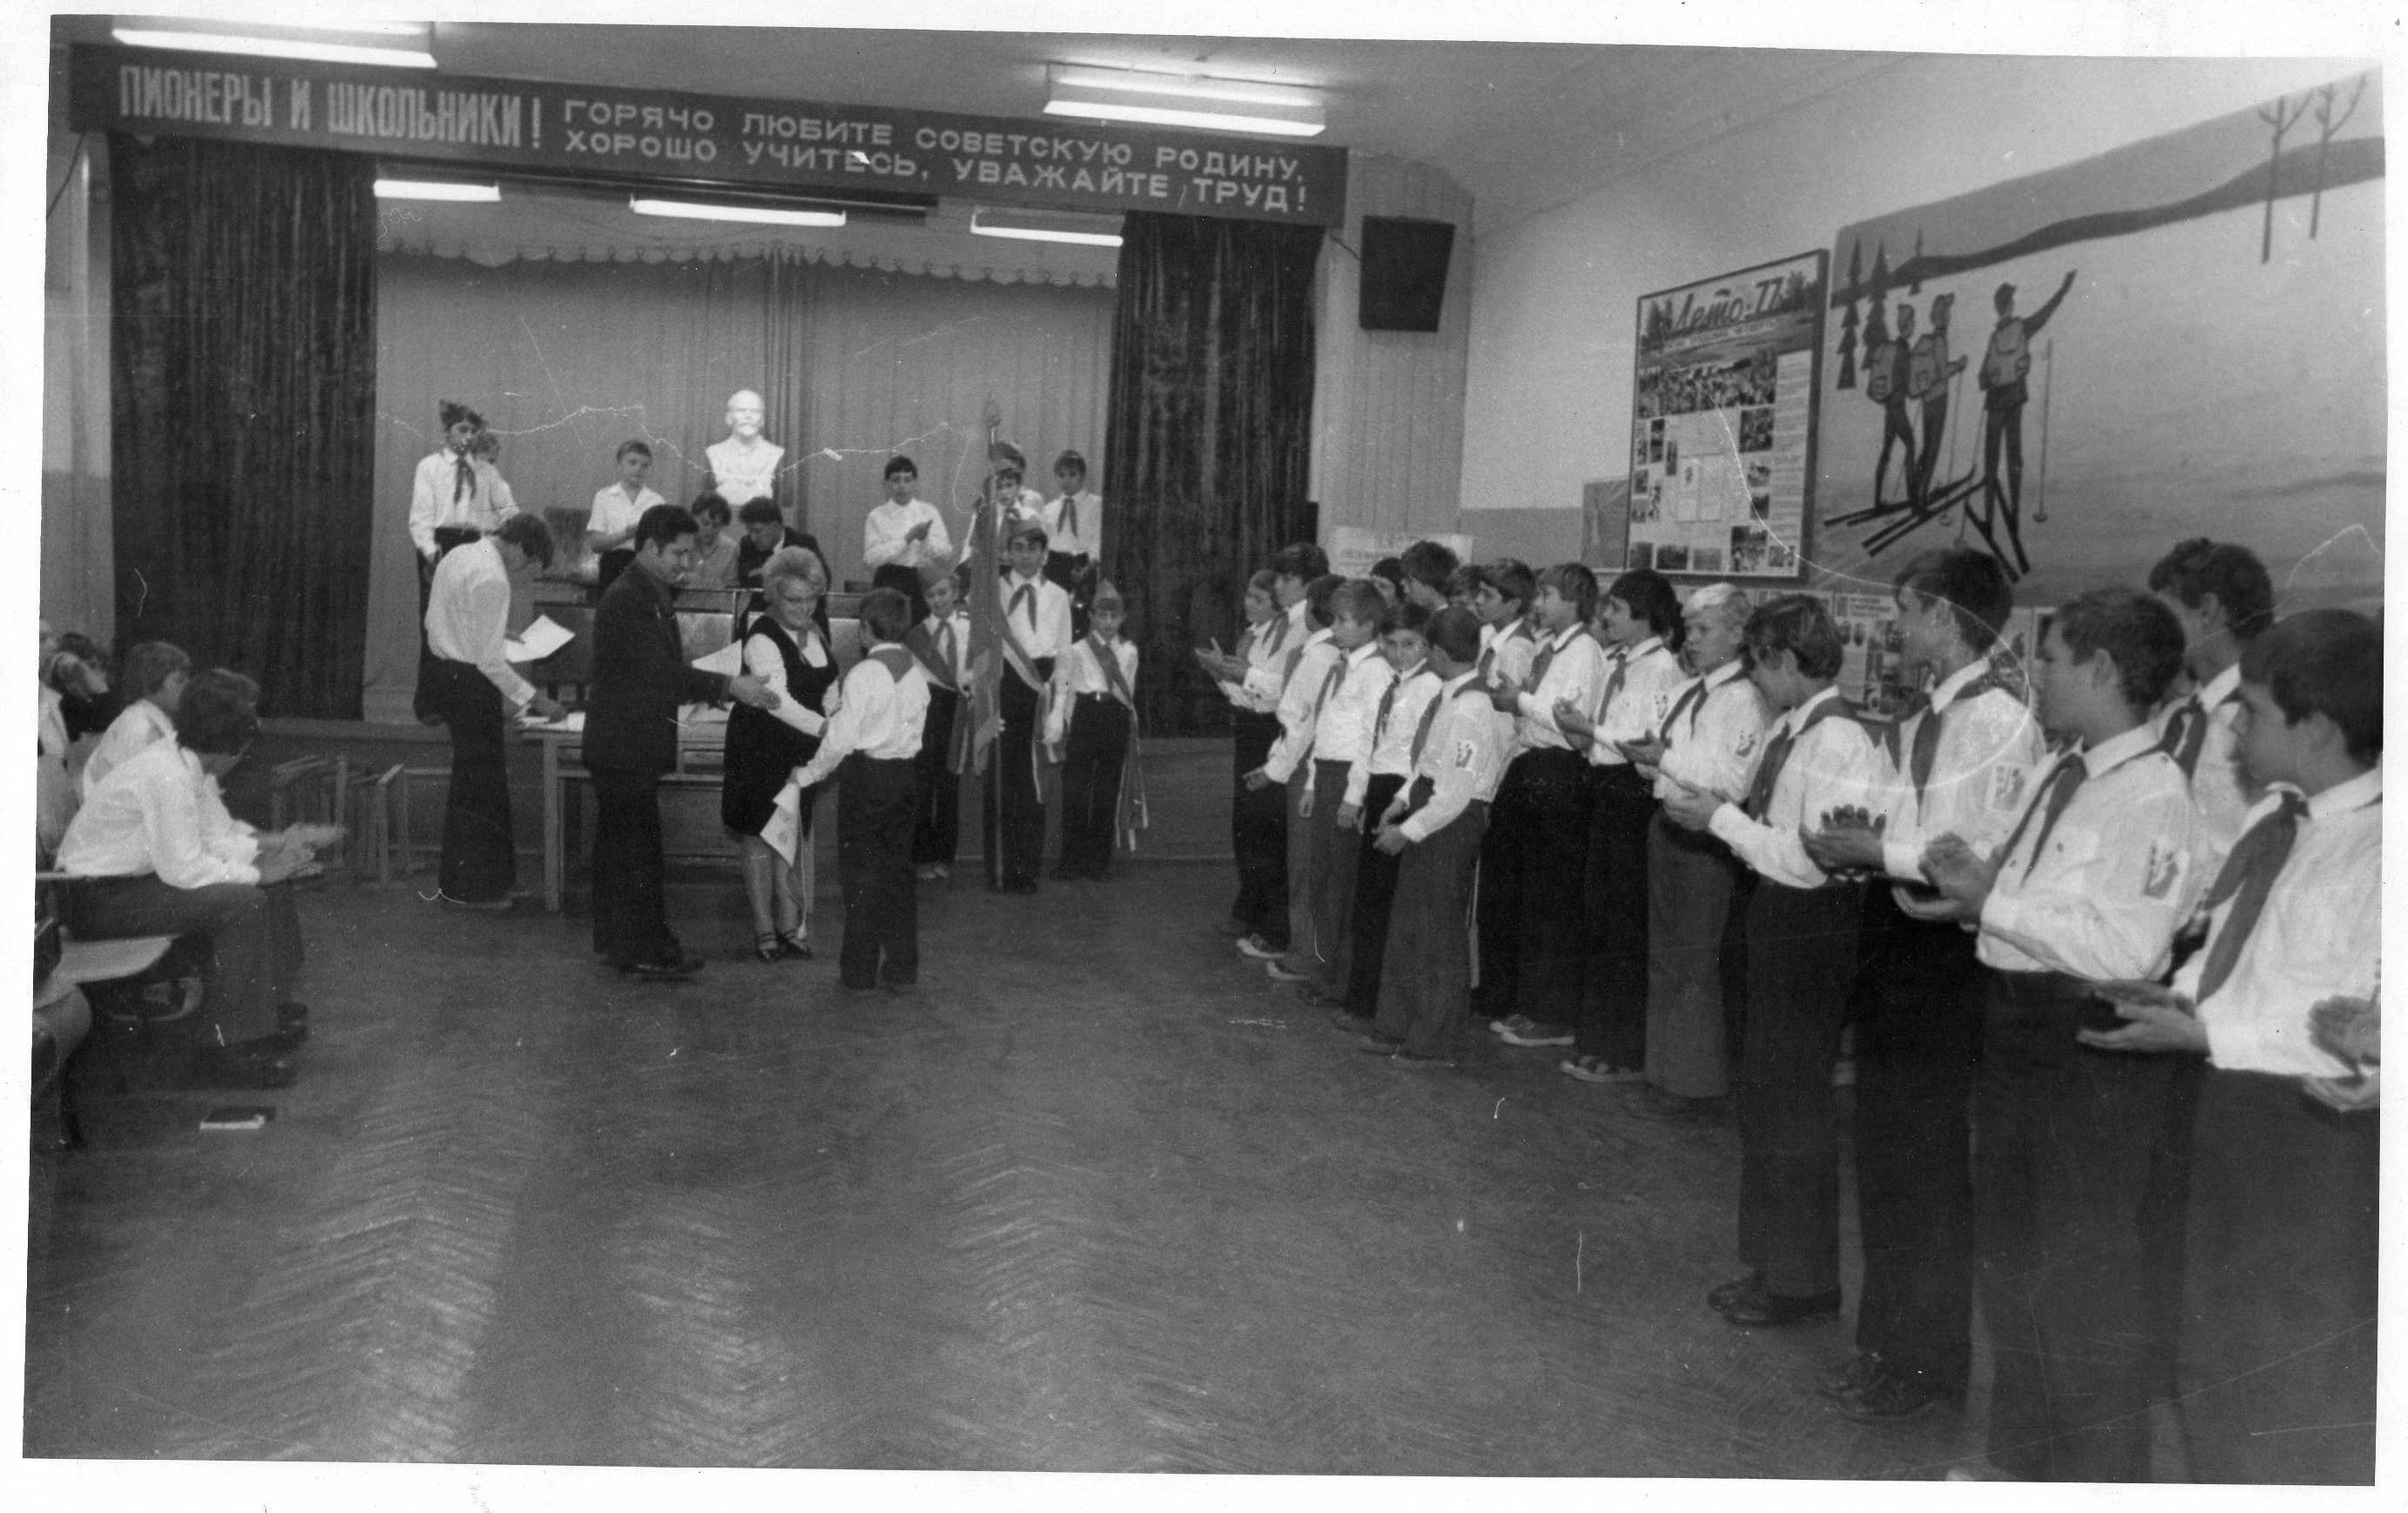 ПИОНЕРЫ И ШКОЛЬНИКИ!
ГОРЯЧО ЛЮБИТЕ СОВЕТСКУЮ РОДИНУ,
ХОРОШО УЧИТЕСЬ, УВАЖАЙТЕ ТРУД!
Лето-77